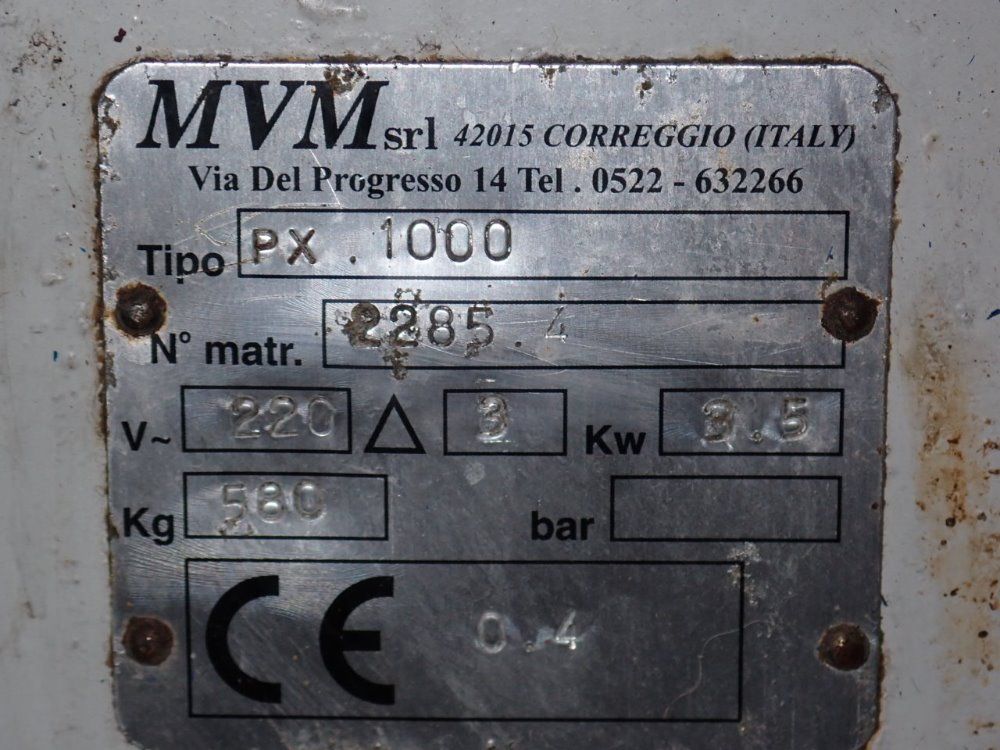 MVM srl 42015 CORREGGIO (ITALY)
Via Del Progresso 14 Tel . 0522 - 632266
Tipo PX . 1000
N° matr. 2285.4
V~ 220 △ 3 Kw 3.5
Kg 580 bar
CE 0.4